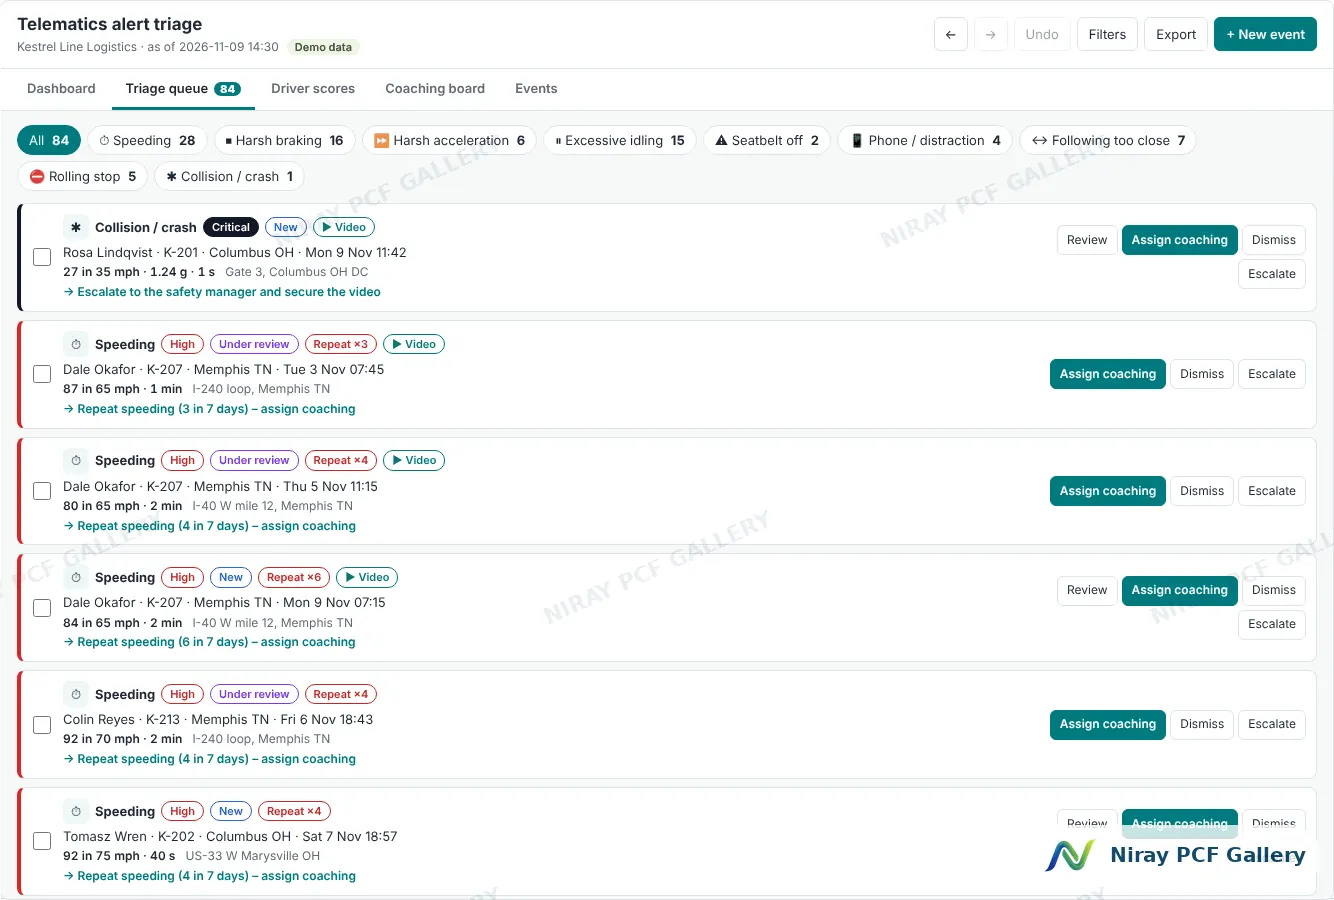 Telematics alert triage
Kestrel Line Logistics · as of 2026-11-09 14:30 Demo data
← → Undo Filters Export + New event
Dashboard Triage queue 84 Driver scores Coaching board Events
All 84 Speeding 28 Harsh braking 16 Harsh acceleration 6 Excessive idling 15 Seatbelt off 2 Phone / distraction 4 Following too close 7
Rolling stop 5 Collision / crash 1
Collision / crash Critical New ▶ Video
Rosa Lindqvist · K-201 · Columbus OH · Mon 9 Nov 11:42
27 in 35 mph · 1.24 g · 1 s Gate 3, Columbus OH DC
→ Escalate to the safety manager and secure the video
Review Assign coaching Dismiss
Escalate
Speeding High Under review Repeat ×3 ▶ Video
Dale Okafor · K-207 · Memphis TN · Tue 3 Nov 07:45
87 in 65 mph · 1 min I-240 loop, Memphis TN
→ Repeat speeding (3 in 7 days) – assign coaching
Assign coaching Dismiss Escalate
Speeding High Under review Repeat ×4 ▶ Video
Dale Okafor · K-207 · Memphis TN · Thu 5 Nov 11:15
80 in 65 mph · 2 min I-40 W mile 12, Memphis TN
→ Repeat speeding (4 in 7 days) – assign coaching
Assign coaching Dismiss Escalate
Speeding High New Repeat ×6 ▶ Video
Dale Okafor · K-207 · Memphis TN · Mon 9 Nov 07:15
84 in 65 mph · 2 min I-40 W mile 12, Memphis TN
→ Repeat speeding (6 in 7 days) – assign coaching
Review Assign coaching Dismiss
Escalate
Speeding High Under review Repeat ×4
Colin Reyes · K-213 · Memphis TN · Fri 6 Nov 18:43
92 in 70 mph · 2 min I-240 loop, Memphis TN
→ Repeat speeding (4 in 7 days) – assign coaching
Assign coaching Dismiss Escalate
Speeding High New Repeat ×4
Tomasz Wren · K-202 · Columbus OH · Sat 7 Nov 18:57
92 in 75 mph · 40 s US-33 W Marysville OH
→ Repeat speeding (4 in 7 days) – assign coaching
Review Assign coaching Dismiss
Niray PCF Gallery
NIRAY PCF GALLERY
NIRAY PCF GALLERY
NIRAY PCF GALLERY